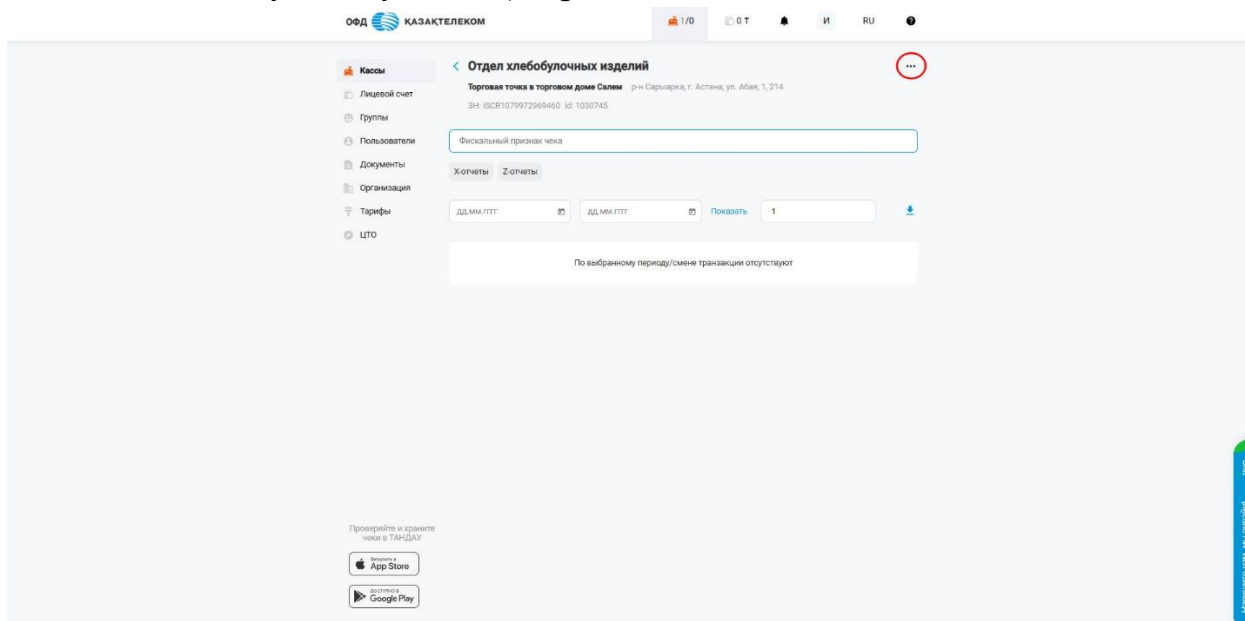 ОФД ҚАЗАҚТЕЛЕКОМ 1/0 0 ₸ И RU
Кассы
Лицевой счет
Группы
Пользователи
Документы
Организация
Тарифы
ЦТО
Отдел хлебобулочных изделий
Торговая точка в торговом доме Салем р-н Сарыарка, г. Астана, ул. Абая, 1, 214
ЗН: ISCR1079972969460 id: 1030745
Фискальный признак чека
X-отчеты Z-отчеты
дд.мм.гггг дд.мм.гггг Показать 1
По выбранному периоду/смене транзакции отсутствуют
Проверяйте и храните
чеки в ТАНДАУ
Загрузите в
App Store
ДОСТУПНО В
Google Play